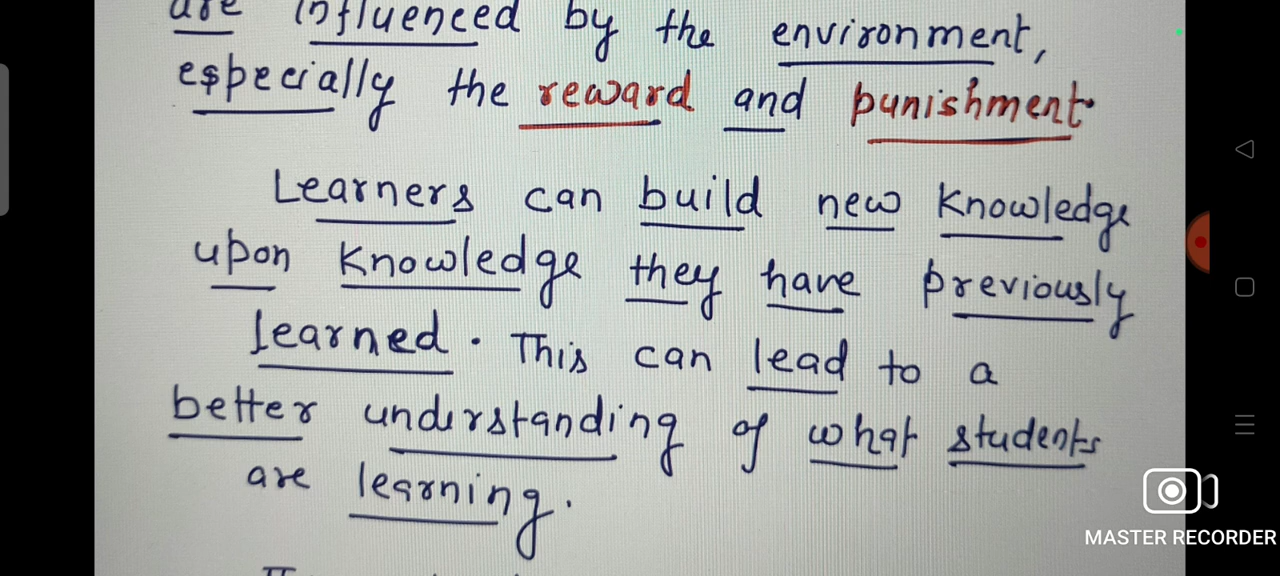 are influenced by the environment,
especially the reward and punishment.
Learners can build new knowledge
upon knowledge they have previously
learned. This can lead to a
better understanding of what students
are learning.
MASTER RECORDER